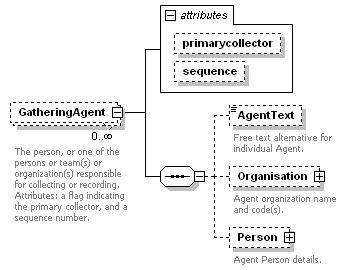 attributes
primarycollector
sequence
GatheringAgent
0..∞
The person, or one of the
persons or team(s) or
organization(s) responsible
for collecting or recording.
Attributes: a flag indicating
the primary collector, and a
sequence number.
AgentText
Free text alternative for
individual Agent.
Organisation
Agent organization name
and code(s).
Person
Agent Person details.